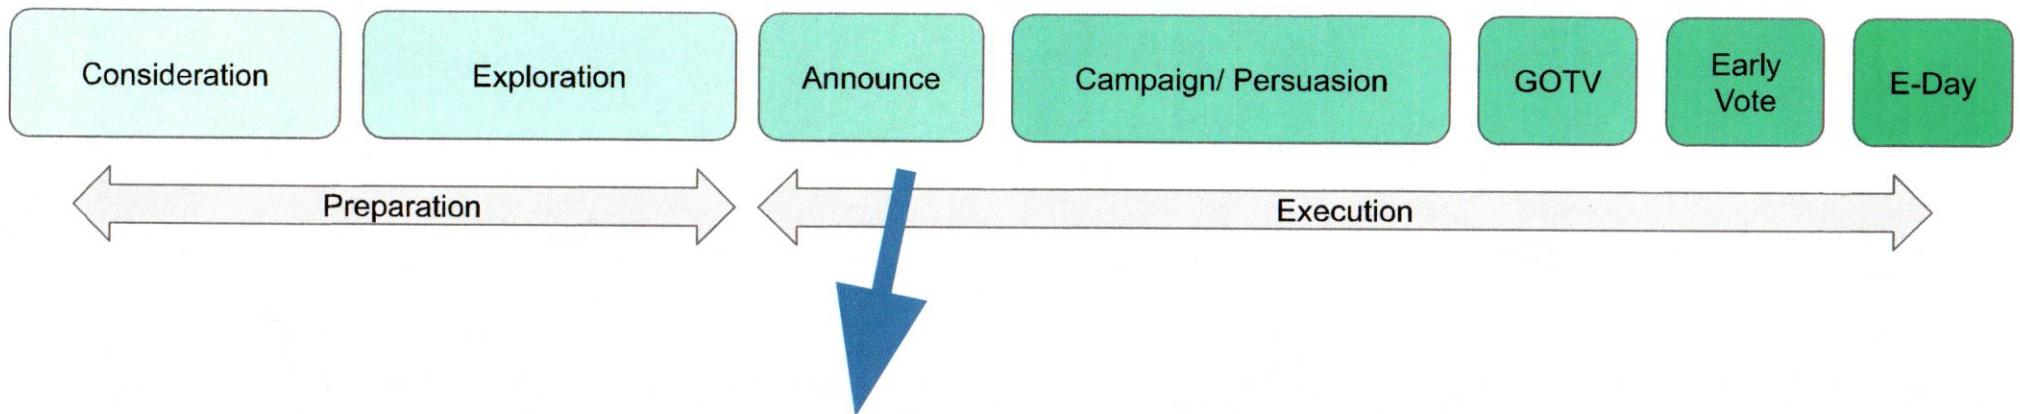 Consideration
Exploration
Announce
Campaign/ Persuasion
GOTV
Early
Vote
E-Day
Preparation
Execution